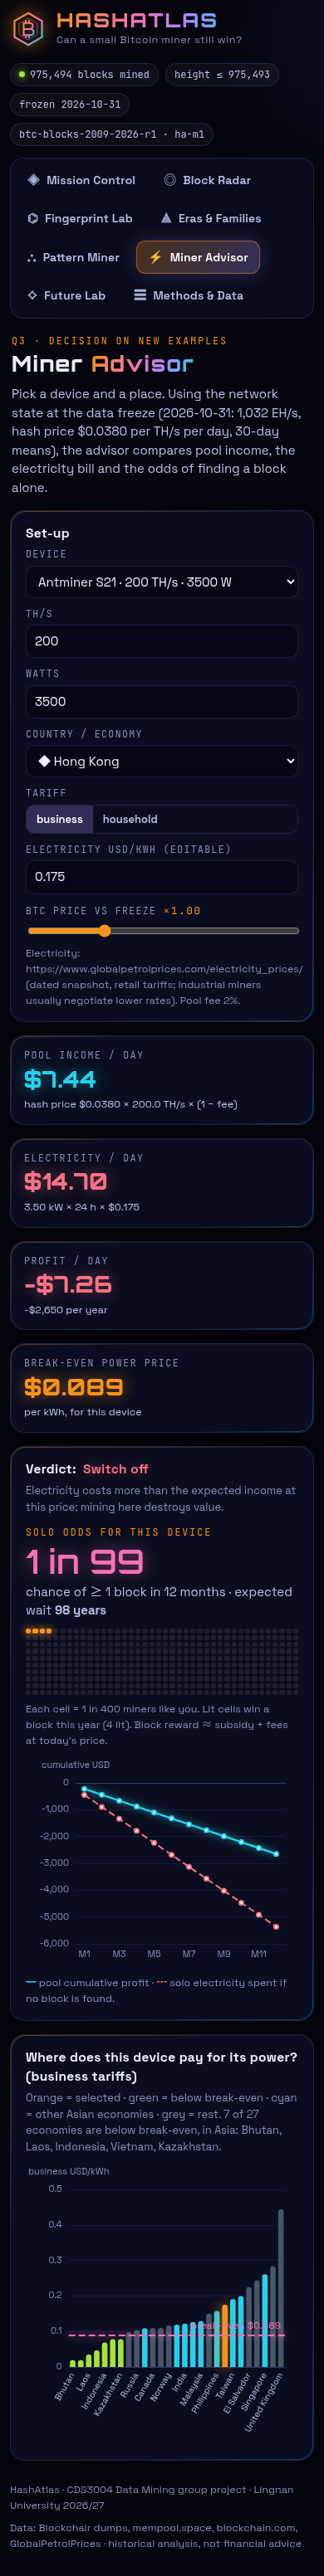 HASHATLAS
Can a small Bitcoin miner still win?
975,494 blocks mined
height ≤ 975,493
frozen 2026-10-31
btc-blocks-2009-2026-r1 · ha-m1
Mission Control
Block Radar
Fingerprint Lab
Eras & Families
Pattern Miner
Miner Advisor
Future Lab
Methods & Data
Q3 · DECISION ON NEW EXAMPLES
Miner Advisor
Pick a device and a place. Using the network
state at the data freeze (2026-10-31: 1,032 EH/s,
hash price $0.0380 per TH/s per day, 30-day
means), the advisor compares pool income, the
electricity bill and the odds of finding a block
alone.
Set-up
DEVICE
Antminer S21 · 200 TH/s · 3500 W
TH/S
200
WATTS
3500
COUNTRY / ECONOMY
◆ Hong Kong
TARIFF
business
household
ELECTRICITY USD/KWH (EDITABLE)
0.175
BTC PRICE VS FREEZE ×1.00
Electricity:
https://www.globalpetrolprices.com/electricity_prices/
(dated snapshot, retail tariffs; industrial miners
usually negotiate lower rates). Pool fee 2%.
POOL INCOME / DAY
$7.44
hash price $0.0380 × 200.0 TH/s × (1 − fee)
ELECTRICITY / DAY
$14.70
3.50 kW × 24 h × $0.175
PROFIT / DAY
-$7.26
-$2,650 per year
BREAK-EVEN POWER PRICE
$0.089
per kWh, for this device
Verdict: Switch off
Electricity costs more than the expected income at
this price; mining here destroys value.
SOLO ODDS FOR THIS DEVICE
1 in 99
chance of ≥ 1 block in 12 months · expected
wait 98 years
Each cell = 1 in 400 miners like you. Lit cells win a
block this year (4 lit). Block reward ≈ subsidy + fees
at today's price.
cumulative USD
0
-1,000
-2,000
-3,000
-4,000
-5,000
-6,000
M1 M3 M5 M7 M9 M11
pool cumulative profit · solo electricity spent if
no block is found.
Where does this device pay for its power?
(business tariffs)
Orange = selected · green = below break-even · cyan
= other Asian economies · grey = rest. 7 of 27
economies are below break-even, in Asia: Bhutan,
Laos, Indonesia, Vietnam, Kazakhstan.
business USD/kWh
0.5
0.4
0.3
0.2
0.1
0
Bhutan
Laos
Indonesia
Kazakhstan
Russia
Canada
Norway
India
Malaysia
Philippines
Taiwan
El Salvador
Singapore
United Kingdom
HashAtlas · CDS3004 Data Mining group project · Lingnan
University 2026/27
Data: Blockchair dumps, mempool.space, blockchain.com,
GlobalPetrolPrices · historical analysis, not financial advice